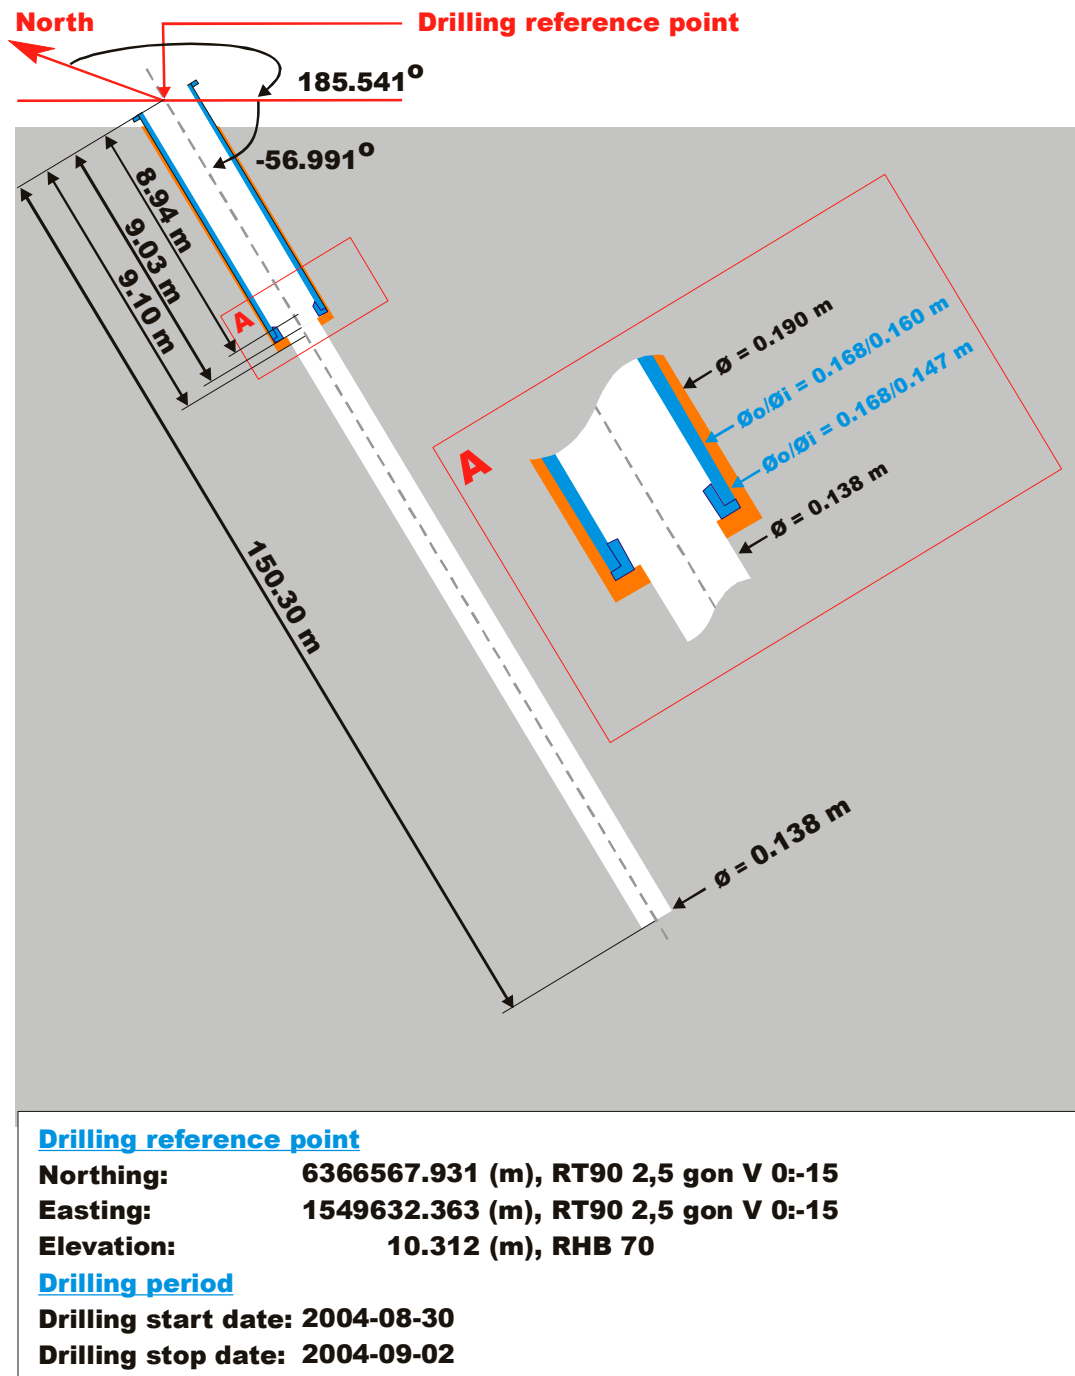 North
Drilling reference point
185.541°
-56.991°
8.94 m
9.03 m
9.10 m
A
150.30 m
A
Ø = 0.190 m
Øo/Øi = 0.168/0.160 m
Øo/Øi = 0.168/0.147 m
Ø = 0.138 m
Ø = 0.138 m
Drilling reference point
Northing: 6366567.931 (m), RT90 2,5 gon V 0:-15
Easting: 1549632.363 (m), RT90 2,5 gon V 0:-15
Elevation: 10.312 (m), RHB 70
Drilling period
Drilling start date: 2004-08-30
Drilling stop date: 2004-09-02